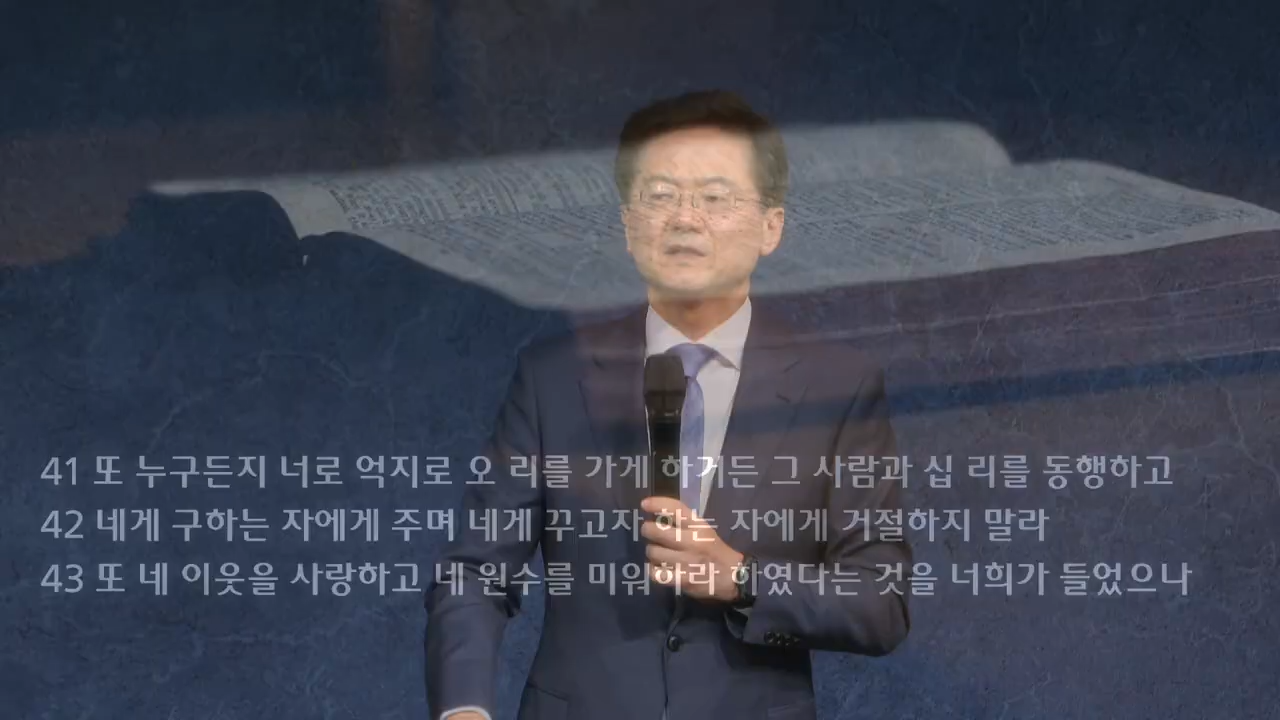 41 또 누구든지 너로 억지로 오 리를 가게 하거든 그 사람과 십 리를 동행하고
42 네게 구하는 자에게 주며 네게 꾸고자 하는 자에게 거절하지 말라
43 또 네 이웃을 사랑하고 네 원수를 미워하라 하였다는 것을 너희가 들었으나